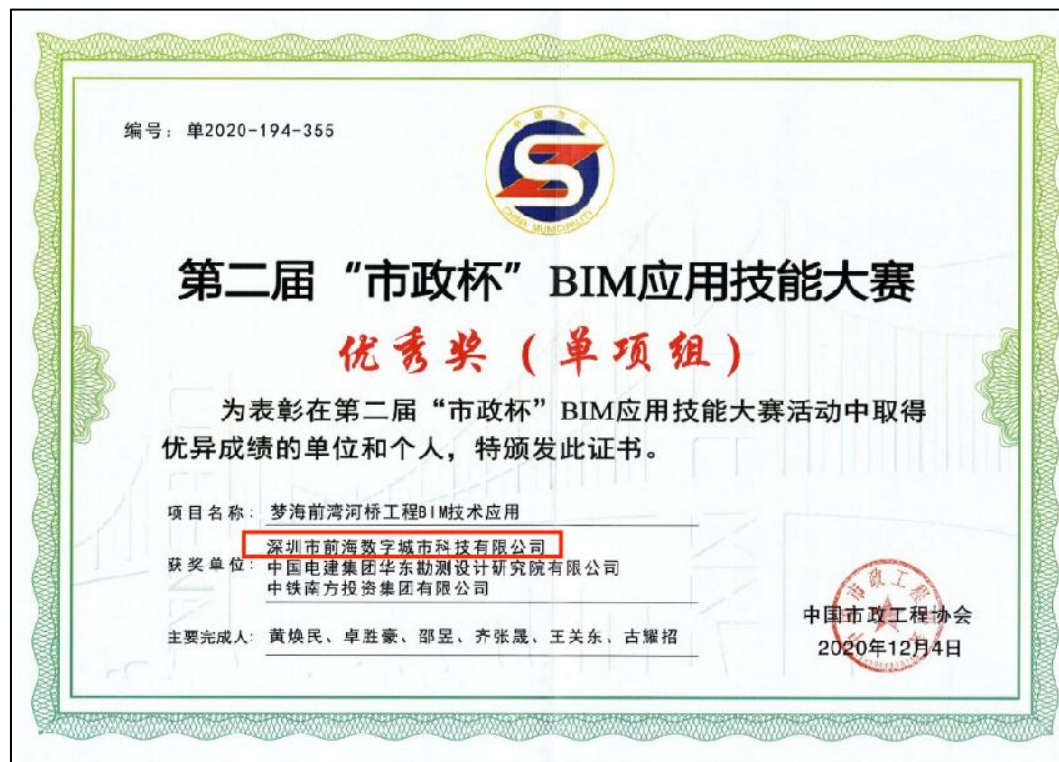 编号：单2020-194-355
CHINA MUNICIPALITY
第二届“市政杯”BIM应用技能大赛
优秀奖（单项组）
为表彰在第二届“市政杯”BIM应用技能大赛活动中取得
优异成绩的单位和个人，特颁发此证书。
项目名称：梦海前湾河桥工程BIM技术应用
深圳市前海数字城市科技有限公司
获奖单位：中国电建集团华东勘测设计研究院有限公司
中铁南方投资集团有限公司
主要完成人：黄焕民、卓胜豪、邵昱、齐张晟、王关东、古耀招
中国市政工程协会
2020年12月4日